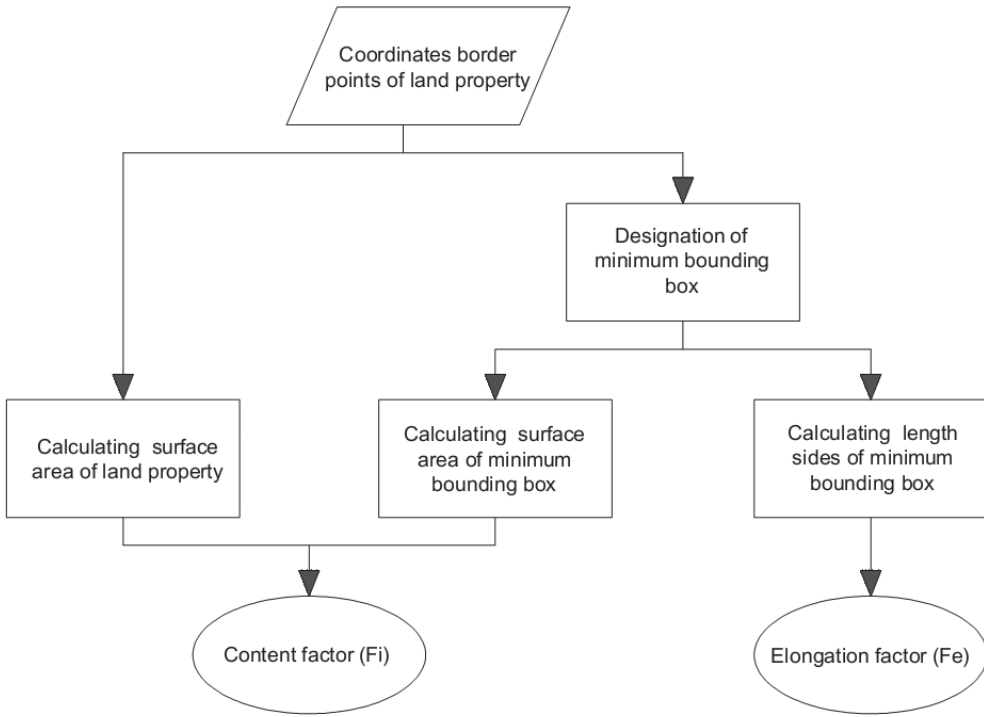 Coordinates border
points of land property
Designation of
minimum bounding
box
Calculating surface
area of land property
Calculating surface
area of minimum
bounding box
Calculating length
sides of minimum
bounding box
Content factor (Fi)
Elongation factor (Fe)